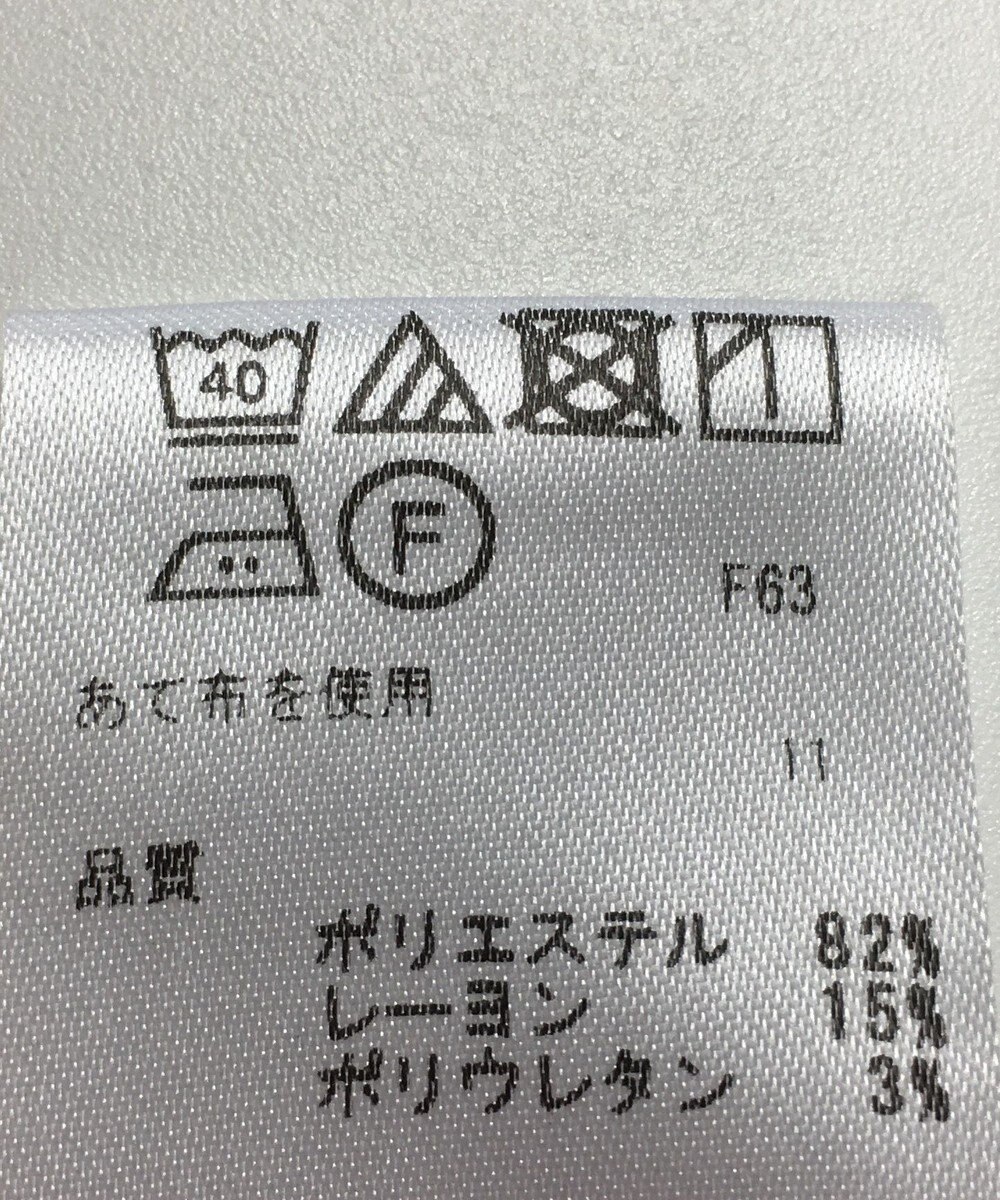 40
F
F63
あて布を使用
11
品質
ポリエステル 82%
レーヨン 15%
ポリウレタン 3%